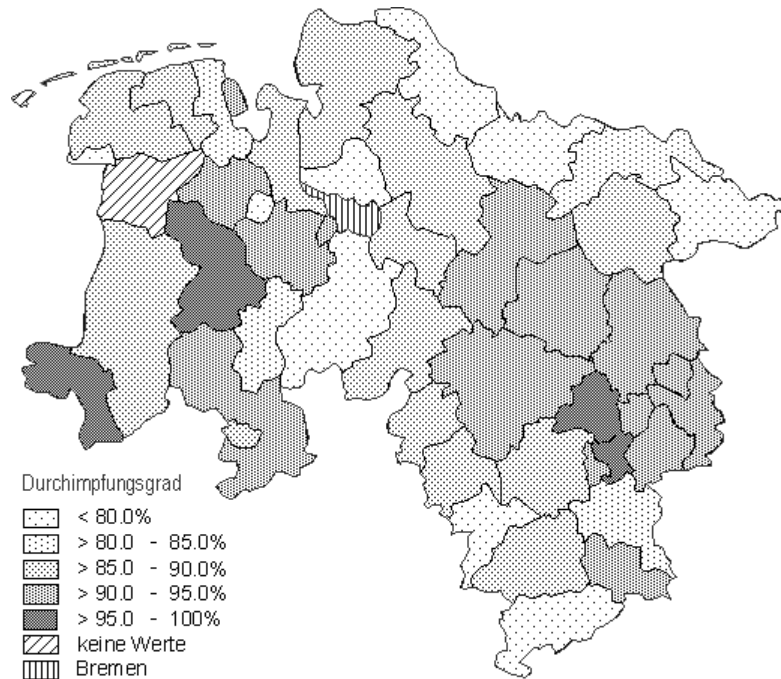 Durchimpfungsgrad
< 80.0%
> 80.0 - 85.0%
> 85.0 - 90.0%
> 90.0 - 95.0%
> 95.0 - 100%
keine Werte
Bremen